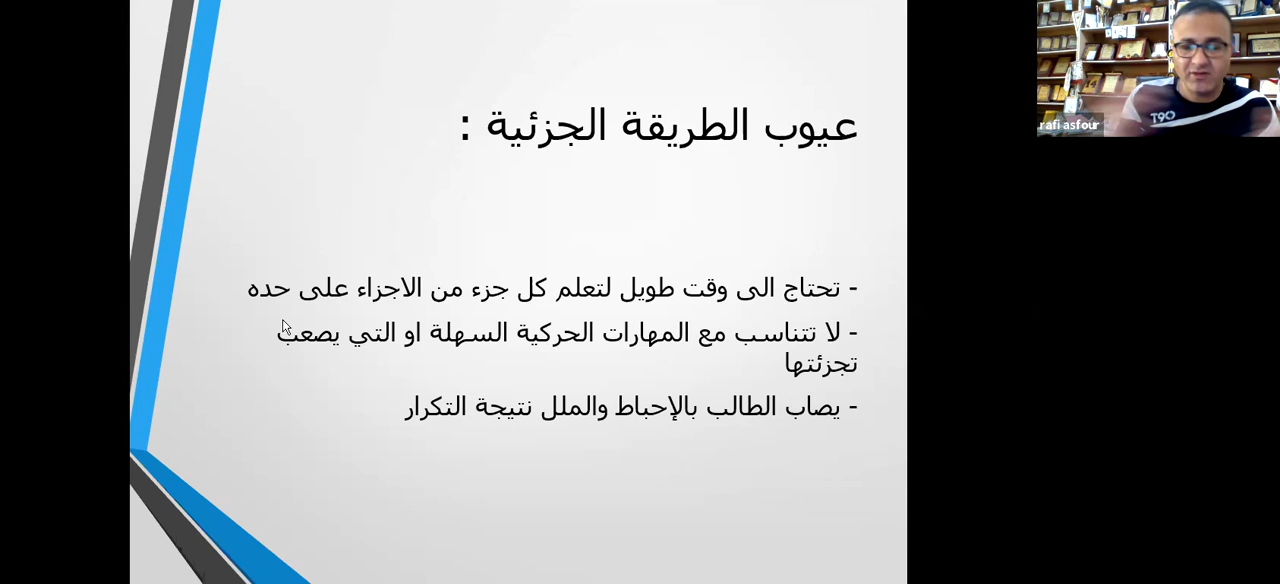 عيوب الطريقة الجزئية :
- تحتاج الى وقت طويل لتعلم كل جزء من الاجزاء على حده
- لا تتناسب مع المهارات الحركية السهلة او التي يصعب
تجزئتها
- يصاب الطالب بالإحباط والملل نتيجة التكرار
T90
rafi asfour